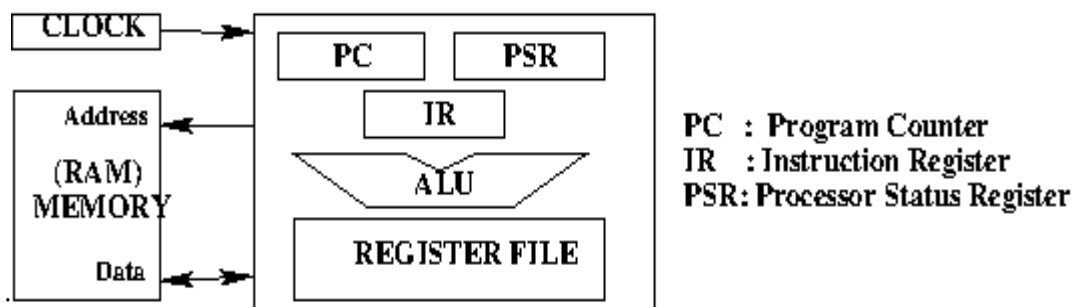 CLOCK
PC
PSR
Address
IR
(RAM)
MEMORY
ALU
Data
REGISTER FILE
PC : Program Counter
IR : Instruction Register
PSR: Processor Status Register